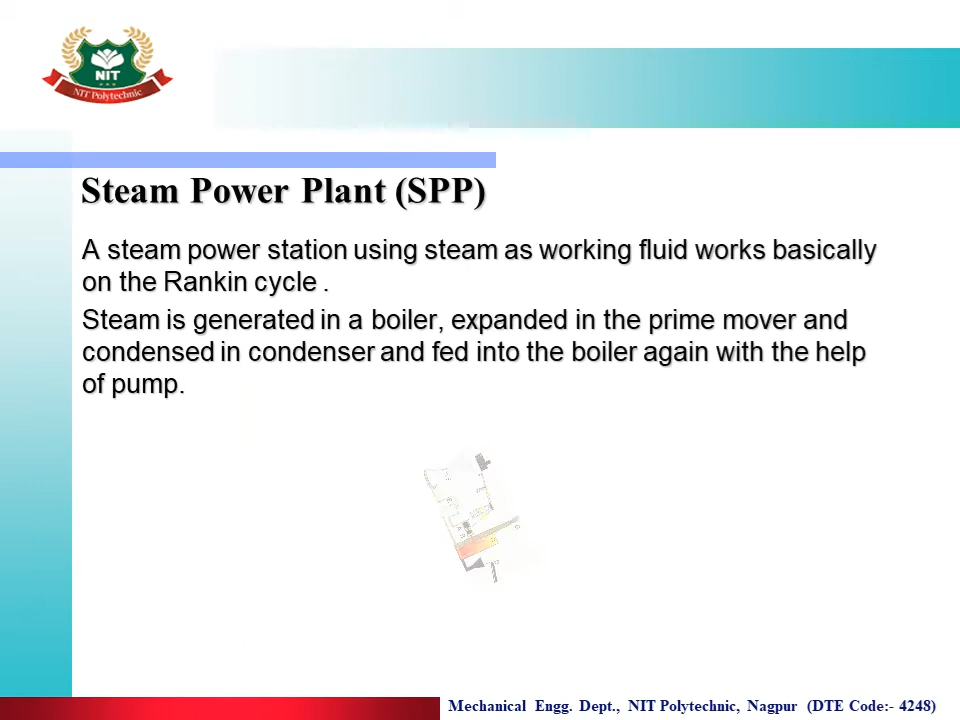 NIT
NIT Polytechnic
Steam Power Plant (SPP)
A steam power station using steam as working fluid works basically
on the Rankin cycle .
Steam is generated in a boiler, expanded in the prime mover and
condensed in condenser and fed into the boiler again with the help
of pump.
Mechanical Engg. Dept., NIT Polytechnic, Nagpur (DTE Code:- 4248)